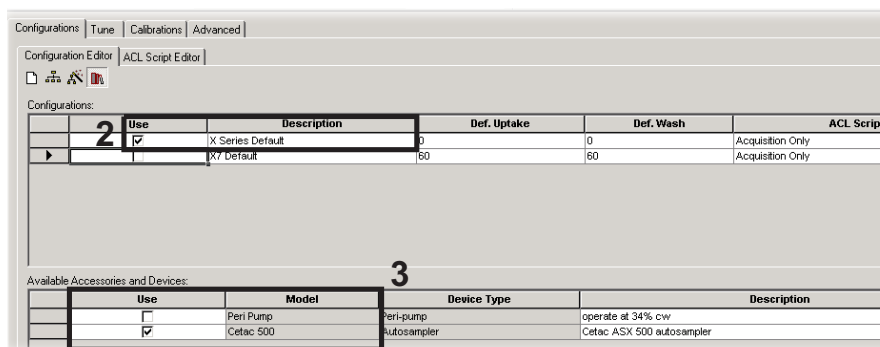 Configurations Tune Calibrations Advanced
Configuration Editor ACL Script Editor
Configurations:
Use Description Def. Uptake Def. Wash ACL Scrip
2
X Series Default 0 0 Acquisition Only
X7 Default 60 60 Acquisition Only
3
Available Accessories and Devices:
Use Model Device Type Description
Peri Pump Peri-pump operate at 34% cw
Cetac 500 Autosampler Cetac ASX 500 autosampler